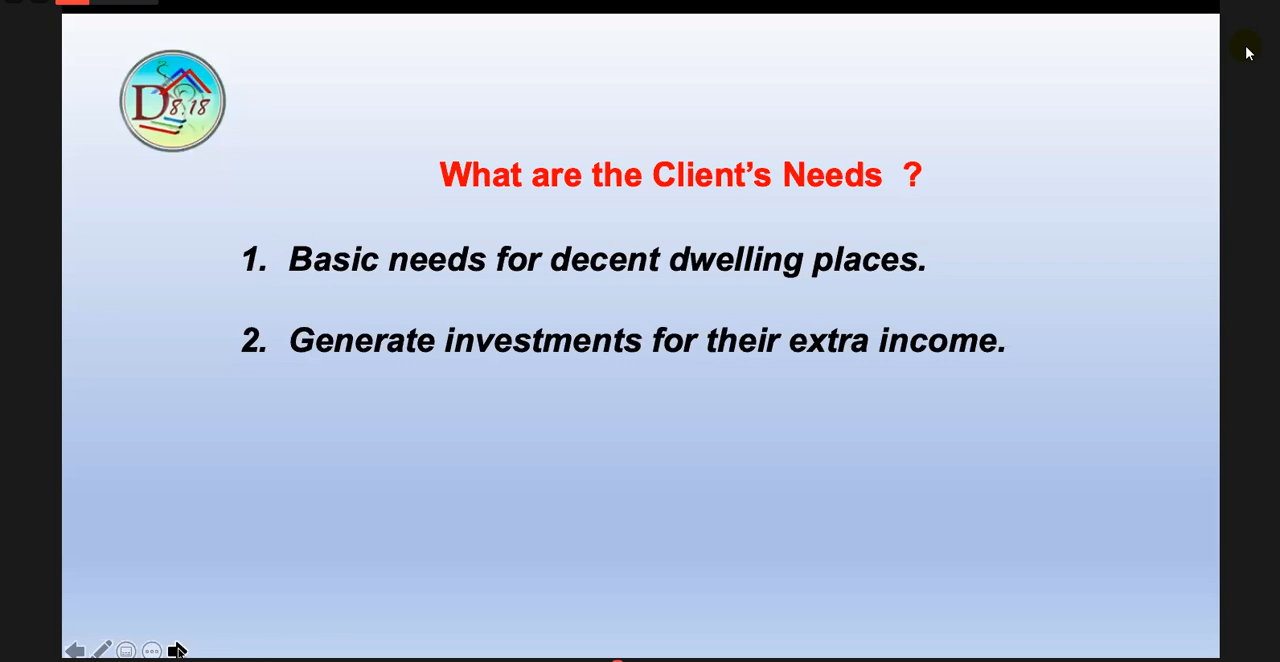 D 8:18
What are the Client’s Needs ?
1. Basic needs for decent dwelling places.
2. Generate investments for their extra income.